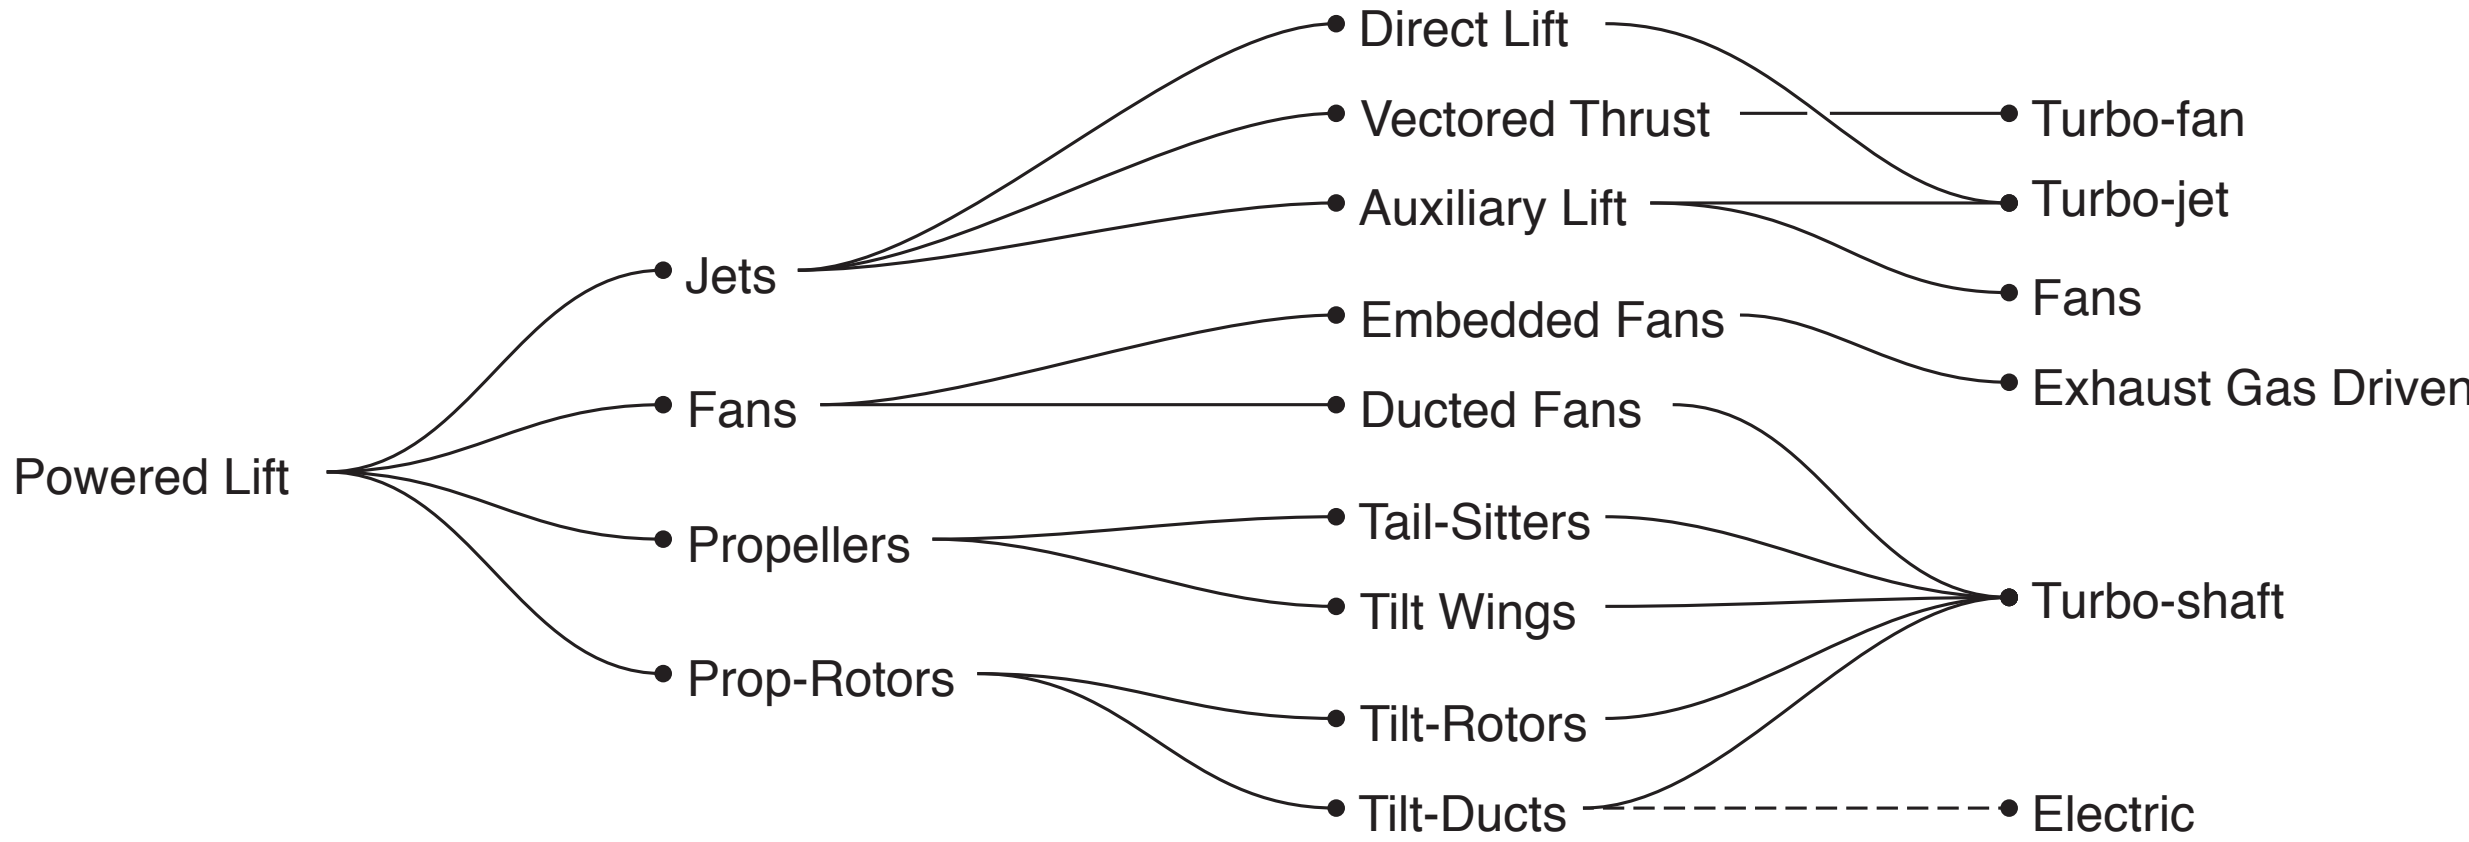 Powered Lift
Jets
Fans
Propellers
Prop-Rotors
Direct Lift
Vectored Thrust
Auxiliary Lift
Embedded Fans
Ducted Fans
Tail-Sitters
Tilt Wings
Tilt-Rotors
Tilt-Ducts
Turbo-fan
Turbo-jet
Fans
Exhaust Gas Driven
Turbo-shaft
Electric